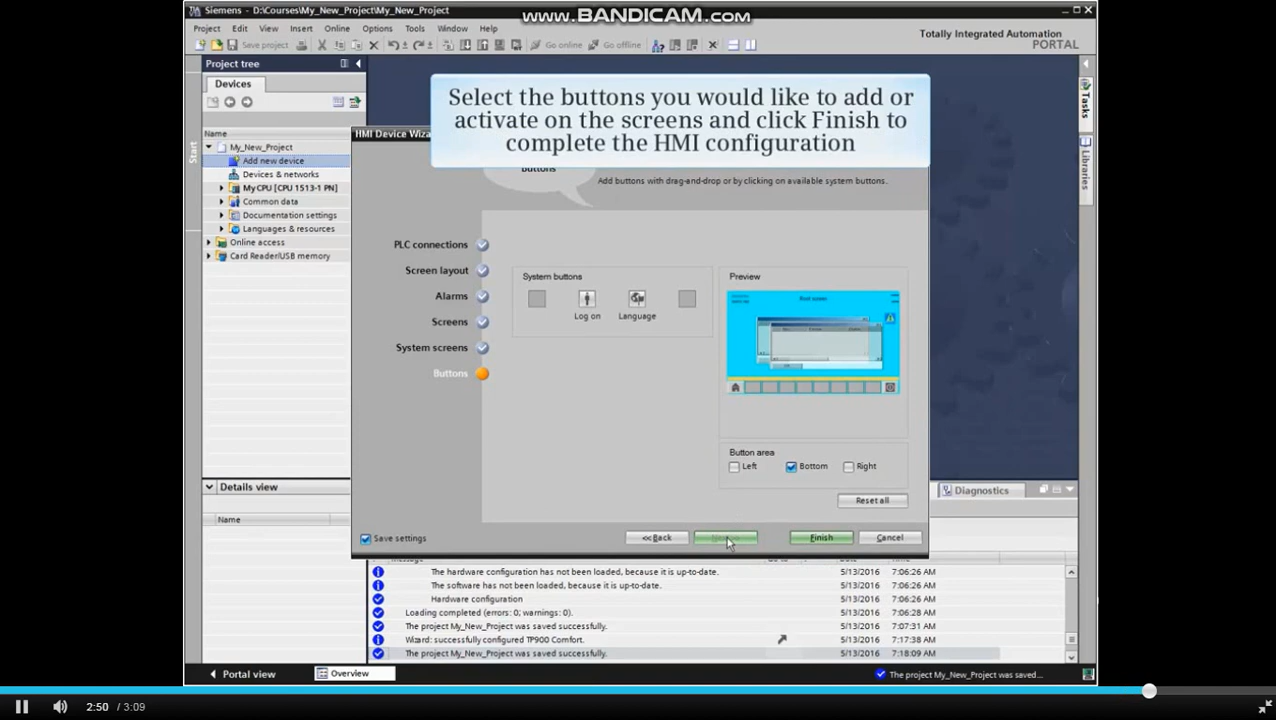 Siemens - D:\Courses\My_New_Project\My_New_Project
www.BANDICAM.com
Project Edit View Insert Online Options Tools Window Help
Totally Integrated Automation
PORTAL
Save project
Go online
Go offline
Project tree
Devices
Select the buttons you would like to add or
activate on the screens and click Finish to
complete the HMI configuration
Tasks
Libraries
Start
Name
HMI Device Wiza
My_New_Project
Add new device
Devices & networks
My CPU [CPU 1513-1 PN]
Common data
Documentation settings
Languages & resources
Online access
Card Reader/USB memory
Buttons
Add buttons with drag-and-drop or by clicking on available system buttons.
PLC connections
Screen layout
Alarms
Screens
System screens
Buttons
System buttons
Log on
Language
Preview
Root screen
Button area
Left
Bottom
Right
Reset all
Details view
Name
Diagnostics
Save settings
<<Back
Finish
Cancel
The hardware configuration has not been loaded, because it is up-to-date. 5/13/2016 7:06:26 AM
The software has not been loaded, because it is up-to-date. 5/13/2016 7:06:26 AM
Hardware configuration 5/13/2016 7:06:26 AM
Loading completed (errors: 0; warnings: 0). 5/13/2016 7:06:28 AM
The project My_New_Project was saved successfully. 5/13/2016 7:07:31 AM
Wizard: successfully configured TP900 Comfort. 5/13/2016 7:17:38 AM
The project My_New_Project was saved successfully. 5/13/2016 7:18:09 AM
Portal view
Overview
The project My_New_Project was saved...
2:50 / 3:09